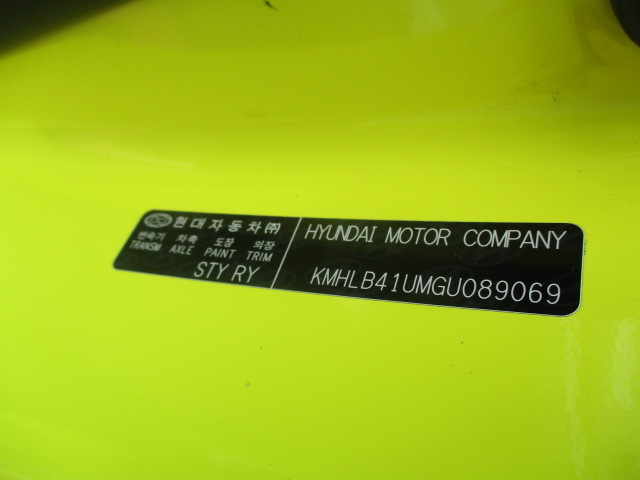 현대자동차㈜
변속기 차축 도장 의장
TRANSM AXLE PAINT TRIM
STY RY
HYUNDAI MOTOR COMPANY
KMHLB41UMGU089069